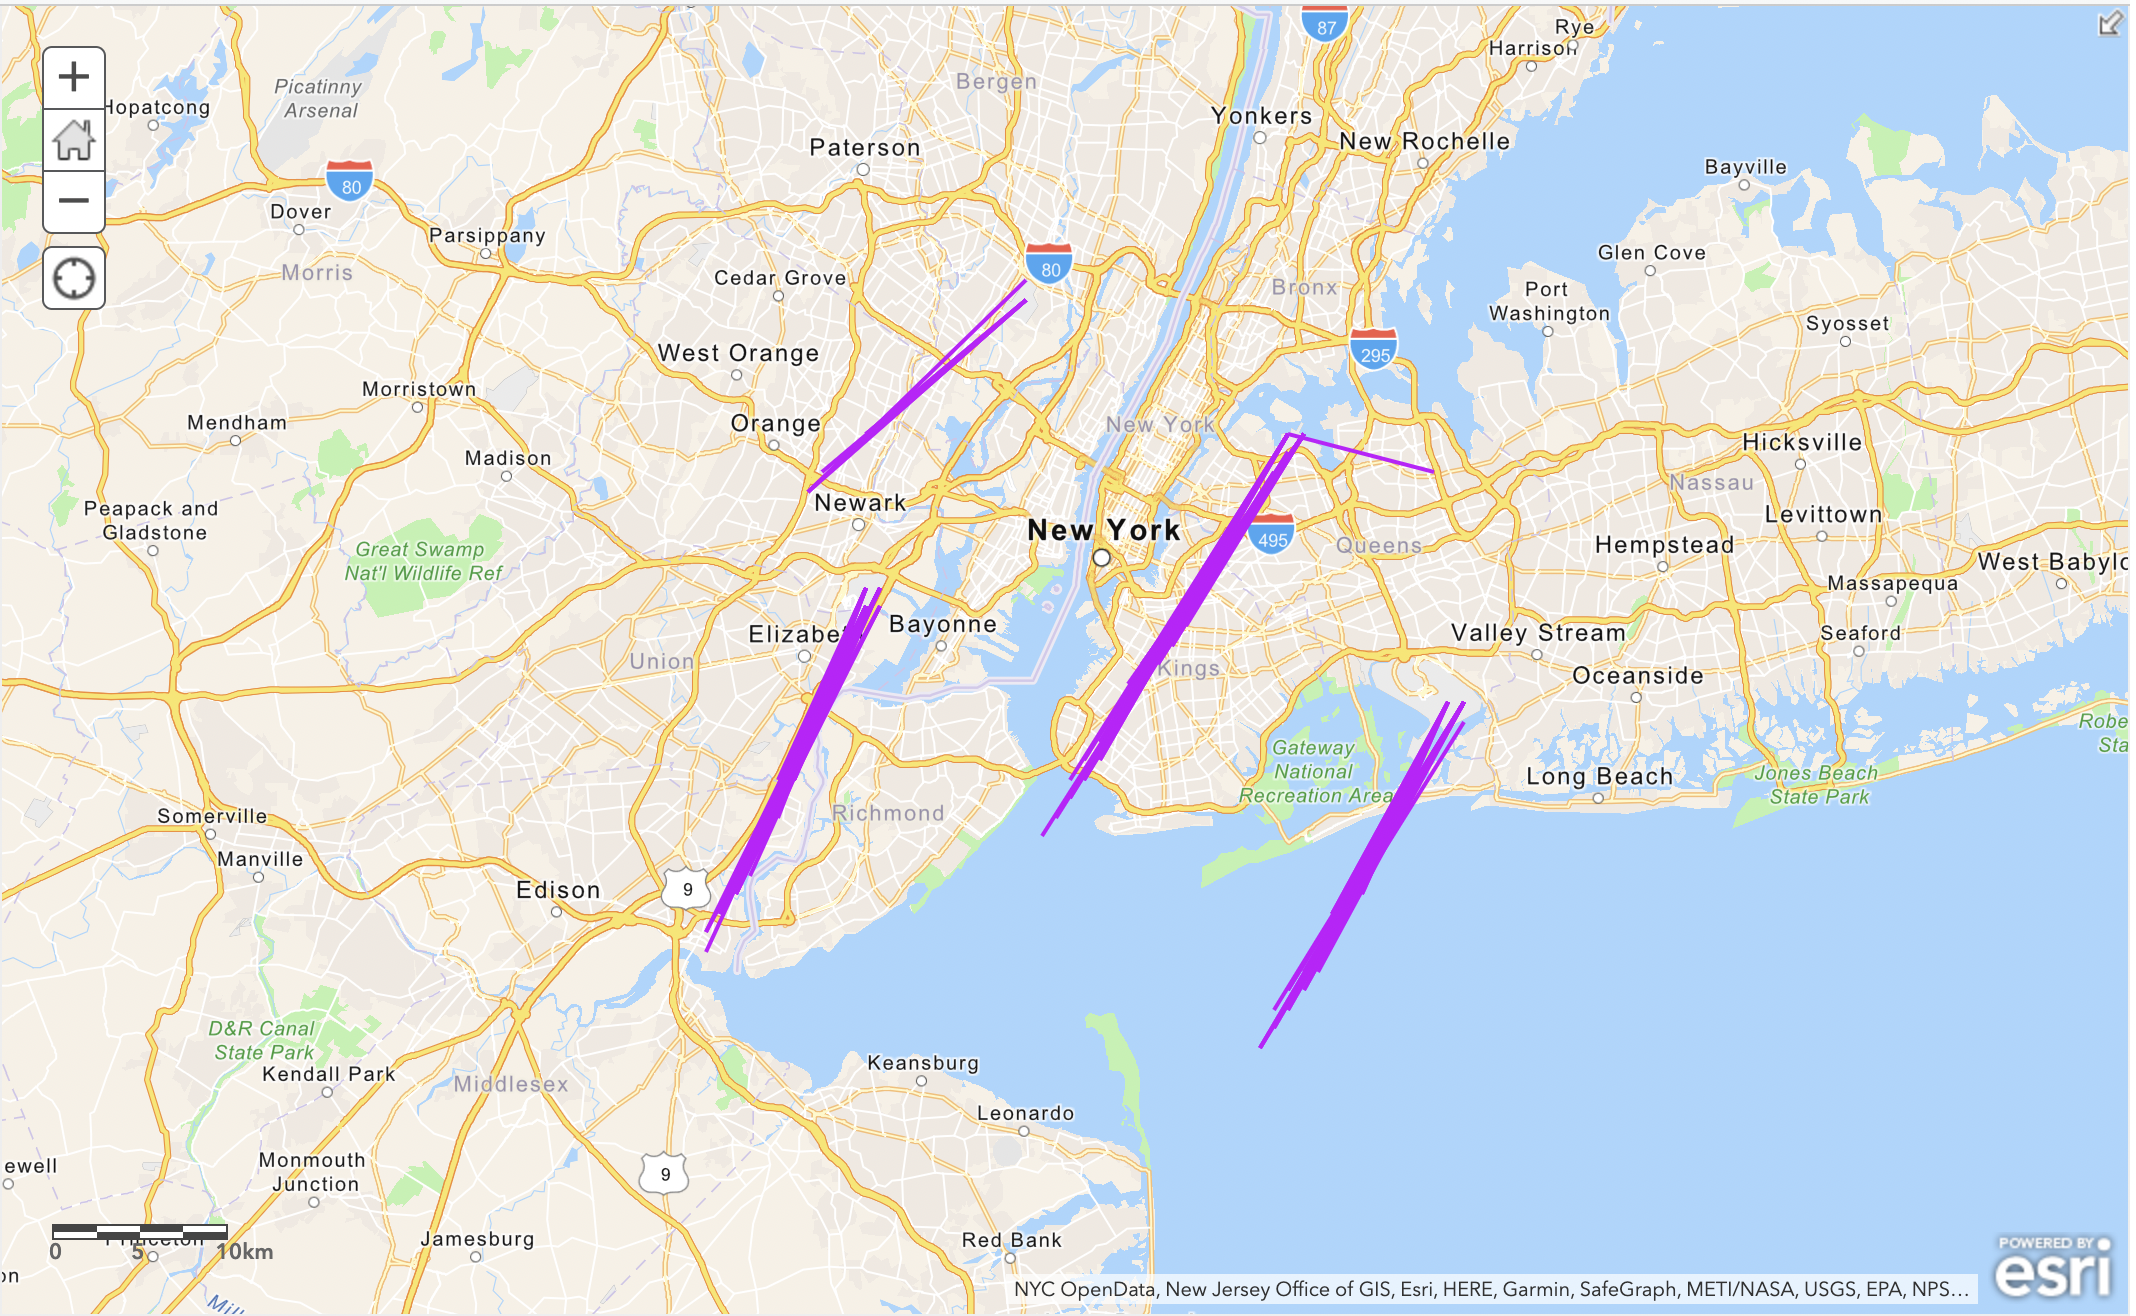 87
Rye
Harrison
Picatinny
Arsenal
Hopatcong
Bergen
Yonkers
New Rochelle
Paterson
Bayville
80
Dover
Parsippany
Morris
Cedar Grove
80
Bronx
Glen Cove
Port
Washington
Syosset
295
West Orange
Morristown
Mendham
Orange
New York
Hicksville
Madison
Nassau
Newark
Peapack and
Gladstone
Levittown
New York
495
Queens
Hempstead
Great Swamp
Nat'l Wildlife Ref
West Babylo
Massapequa
Elizabet
Bayonne
Valley Stream
Seaford
Union
Kings
Oceanside
Robe
Sta
Gateway
National
Recreation Area
Long Beach
Jones Beach
State Park
Somerville
Richmond
Manville
Edison
9
D&R Canal
State Park
Kendall Park
Middlesex
Keansburg
Leonardo
ewell
Monmouth
Junction
9
Princeton
0 5 10km
Jamesburg
Red Bank
on
Mill
POWERED BY
esri
NYC OpenData, New Jersey Office of GIS, Esri, HERE, Garmin, SafeGraph, METI/NASA, USGS, EPA, NPS...